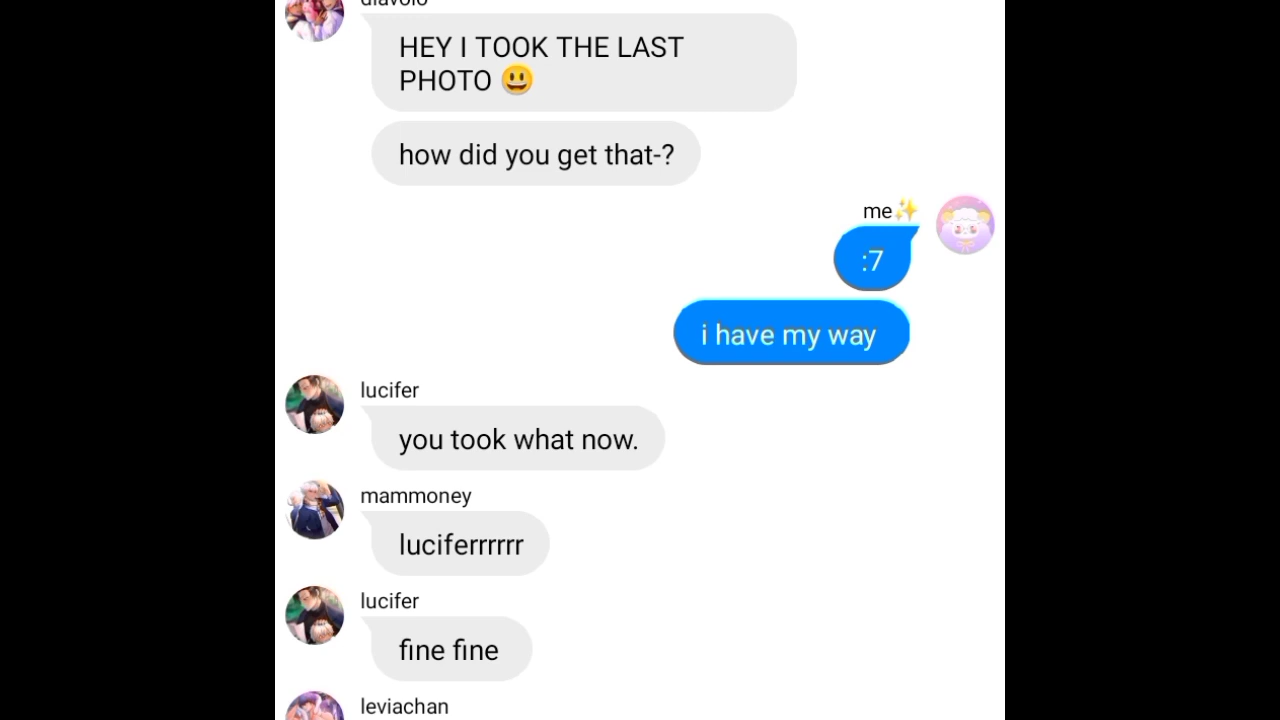 diavolo
HEY I TOOK THE LAST
PHOTO 😃
how did you get that-?
me✨
:7
i have my way
lucifer
you took what now.
mammoney
luciferrrrrr
lucifer
fine fine
leviachan